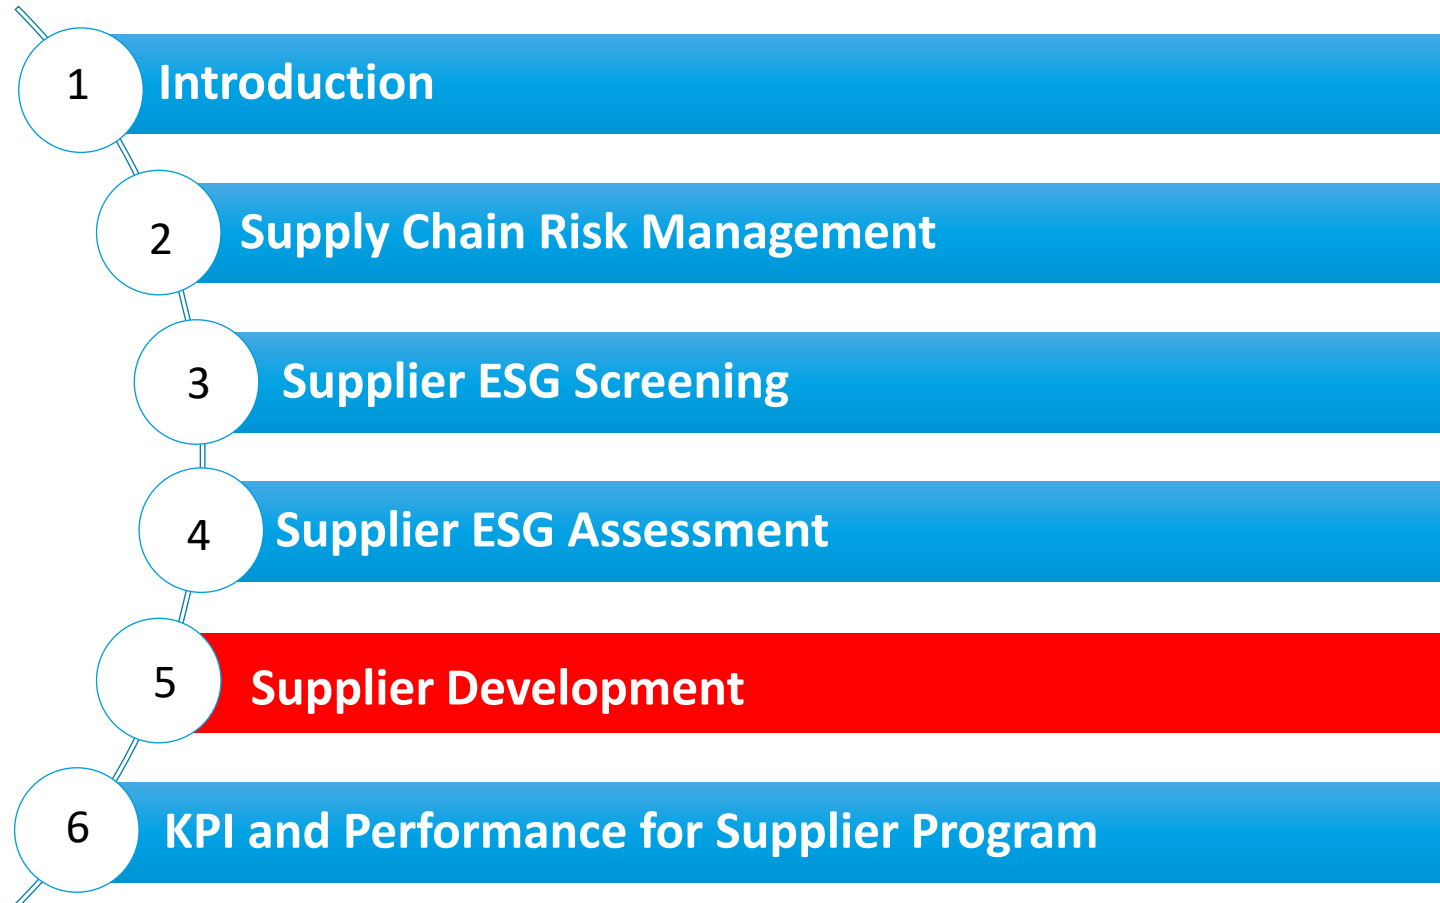 1 Introduction
2 Supply Chain Risk Management
3 Supplier ESG Screening
4 Supplier ESG Assessment
5 Supplier Development
6 KPI and Performance for Supplier Program